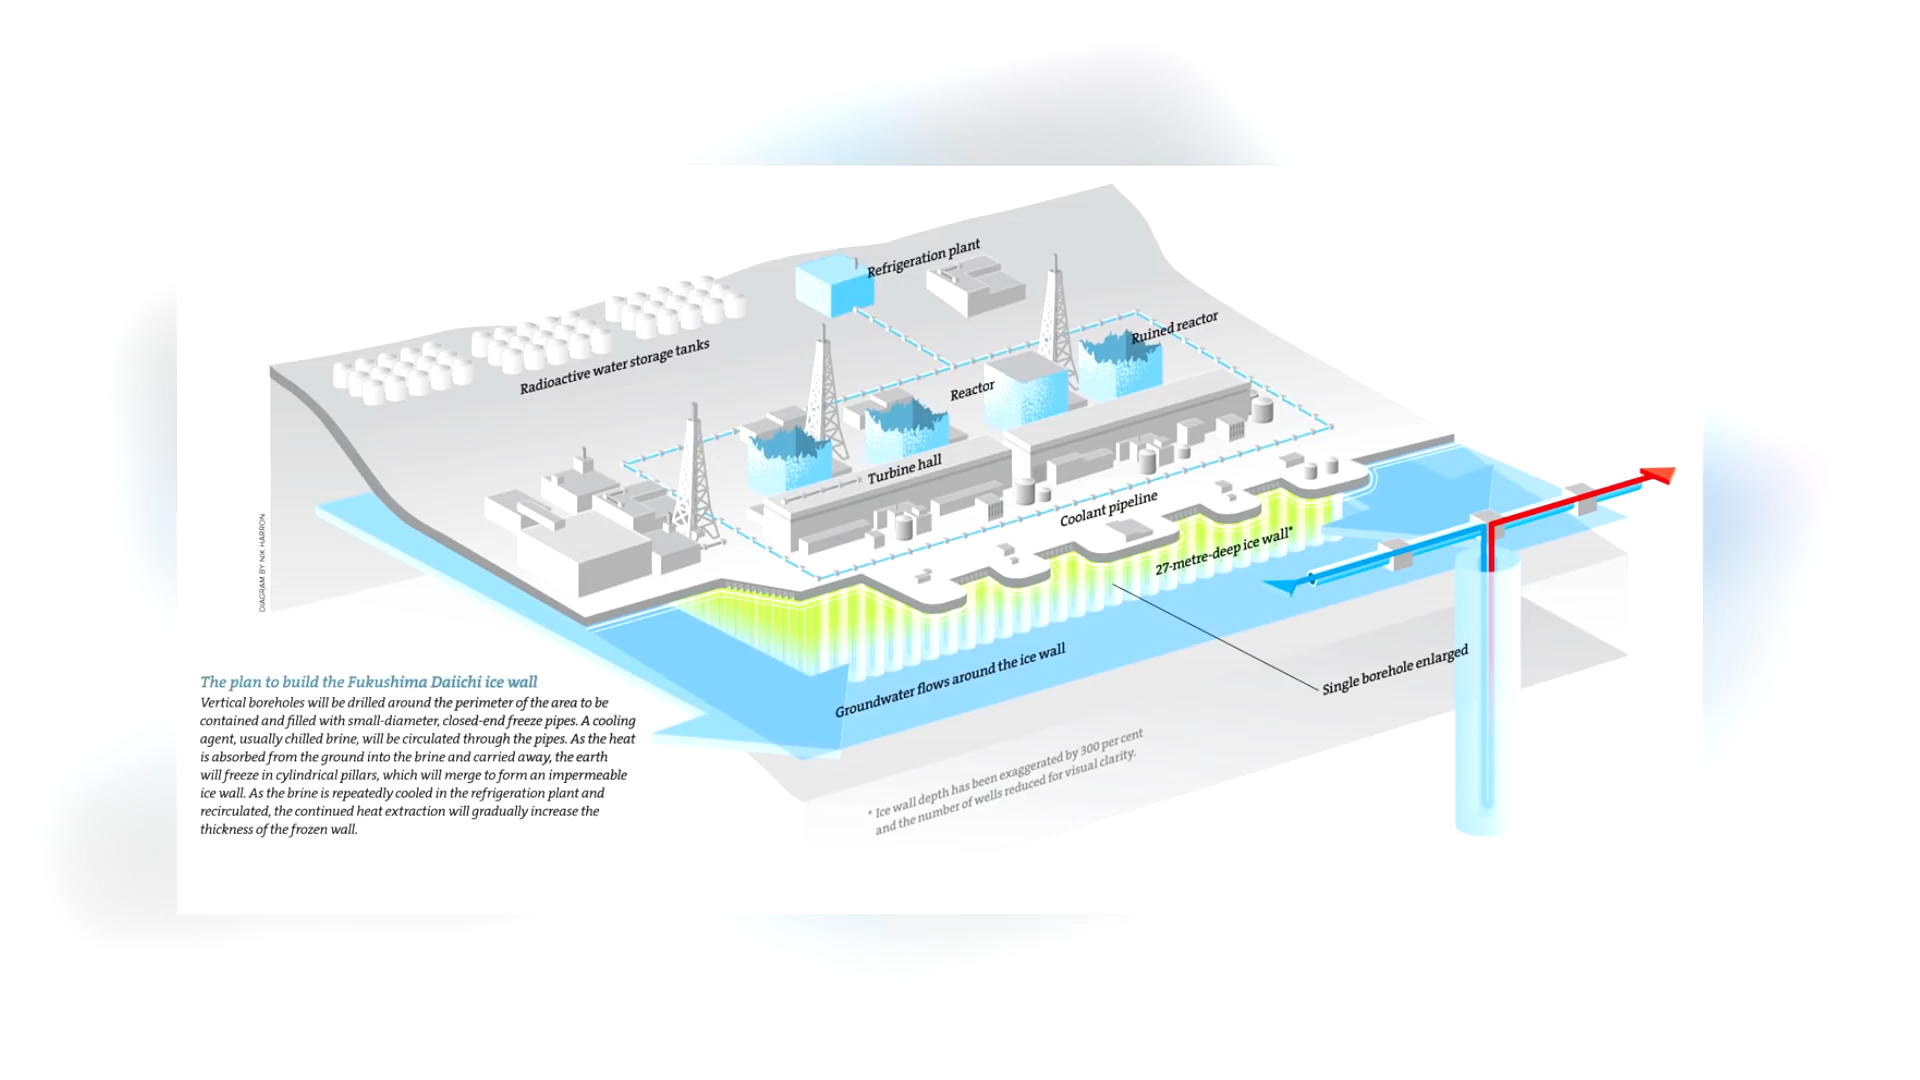 Refrigeration plant
Ruined reactor
Radioactive water storage tanks
Reactor
Turbine hall
Coolant pipeline
27-metre-deep ice wall*
Groundwater flows around the ice wall
Single borehole enlarged
DIAGRAM BY NIK HARRON
The plan to build the Fukushima Daiichi ice wall
Vertical boreholes will be drilled around the perimeter of the area to be
contained and filled with small-diameter, closed-end freeze pipes. A cooling
agent, usually chilled brine, will be circulated through the pipes. As the heat
is absorbed from the ground into the brine and carried away, the earth
will freeze in cylindrical pillars, which will merge to form an impermeable
ice wall. As the brine is repeatedly cooled in the refrigeration plant and
recirculated, the continued heat extraction will gradually increase the
thickness of the frozen wall.
* Ice wall depth has been exaggerated by 300 per cent
and the number of wells reduced for visual clarity.